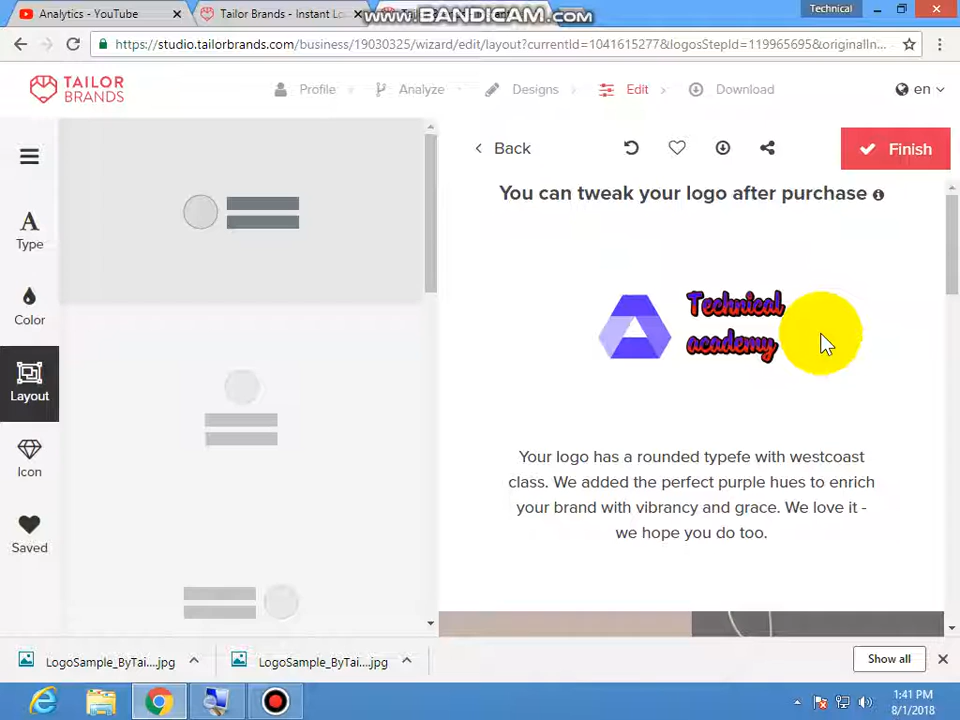 Analytics - YouTube
Tailor Brands - Instant Lo
www.BANDICAM.com
Technical
https://studio.tailorbrands.com/business/19030325/wizard/edit/layout?currentId=1041615277&logosStepId=119965695&originalIn...
TAILOR
BRANDS
Profile
Analyze
Designs
Edit
Download
en
Back
Finish
You can tweak your logo after purchase
Type
Color
Layout
Icon
Saved
Technical
academy
Your logo has a rounded typefe with westcoast
class. We added the perfect purple hues to enrich
your brand with vibrancy and grace. We love it -
we hope you do too.
LogoSample_ByTai....jpg
LogoSample_ByTai....jpg
Show all
1:41 PM
8/1/2018